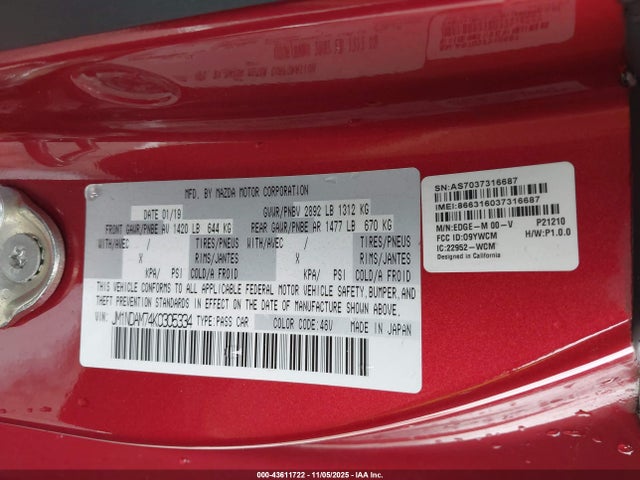 MFD. BY MAZDA MOTOR CORPORATION
DATE 01/19 GVWR/PNBV 2892 LB 1312 KG
FRONT GAWR/PNBE AV 1420 LB 644 KG REAR GAWR/PNBE AR 1477 LB 670 KG
WITH/AVEC / TIRES/PNEUS WITH/AVEC / TIRES/PNEUS
X RIMS/JANTES X RIMS/JANTES
KPA/ PSI COLD/A FROID KPA/ PSI COLD/A FROID
THIS VEHICLE CONFORMS TO ALL APPLICABLE FEDERAL MOTOR VEHICLE SAFETY, BUMPER, AND
THEFT PREVENTION STANDARDS IN EFFECT ON THE DATE OF MANUFACTURE SHOWN ABOVE.
VIN: JM1NDAM74K0305334 TYPE: PASS CAR COLOR CODE: 46V MADE IN JAPAN
SN: AS7037316687
IMEI: 866316037316687
M/N: EDGE-M 00-V P21210
FCC ID: O9YWCM H/W: P1.0.0
IC: 22952-WCM
Designed in California
000-43611722 - 11/05/2025 - IAA Inc.